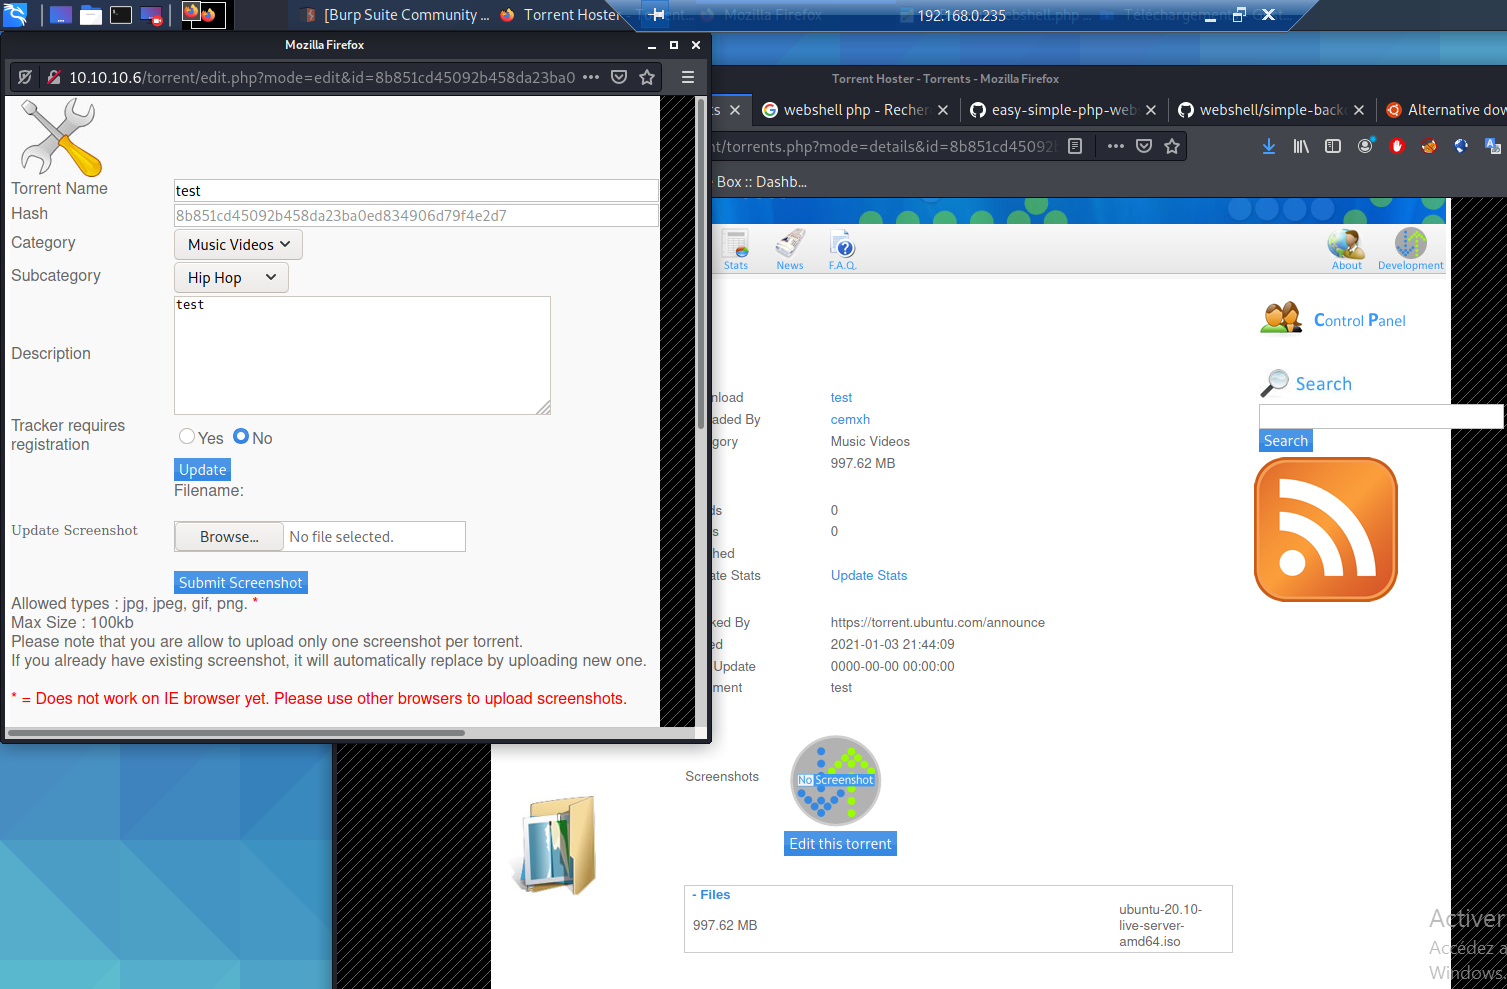 [Burp Suite Community ...
Torrent Hoster
192.168.0.235
Mozilla Firefox
10.10.10.6/torrent/edit.php?mode=edit&id=8b851cd45092b458da23ba0
Torrent Name
test
Hash
8b851cd45092b458da23ba0ed834906d79f4e2d7
Category
Music Videos
Subcategory
Hip Hop
Description
test
Tracker requires
registration
Yes No
Update
Filename:
Update Screenshot
Browse... No file selected.
Submit Screenshot
Allowed types : jpg, jpeg, gif, png. *
Max Size : 100kb
Please note that you are allow to upload only one screenshot per torrent.
If you already have existing screenshot, it will automatically replace by uploading new one.
* = Does not work on IE browser yet. Please use other browsers to upload screenshots.
Torrent Hoster - Torrents - Mozilla Firefox
ts
webshell php - Recher
easy-simple-php-web
webshell/simple-back
Alternative dow
nt/torrents.php?mode=details&id=8b851cd45092
Box :: Dashb...
Stats
News
F.A.Q.
About
Development
Control Panel
Search
Search
nload test
aded By cemxh
gory Music Videos
997.62 MB
ds 0
s 0
hed
ate Stats Update Stats
ked By https://torrent.ubuntu.com/announce
ed 2021-01-03 21:44:09
Update 0000-00-00 00:00:00
ment test
Screenshots
No Screenshot
Edit this torrent
- Files
997.62 MB
ubuntu-20.10-
live-server-
amd64.iso
Activer
Accédez a
Windows.